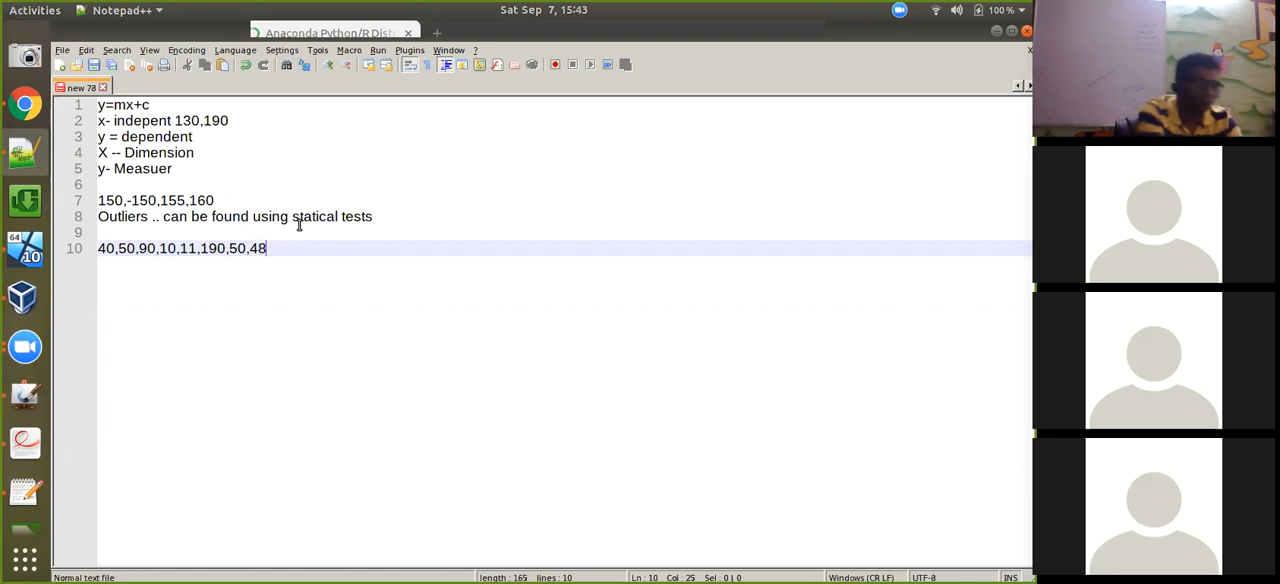 Activities Notepad++ Sat Sep 7, 15:43 100 %
Anaconda Python/R Distr
File Edit Search View Encoding Language Settings Tools Macro Run Plugins Window ? X
new 78
1 y=mx+c
2 x- indepent 130,190
3 y = dependent
4 X -- Dimension
5 y- Measuer
6
7 150,-150,155,160
8 Outliers .. can be found using statical tests
9
10 40,50,90,10,11,190,50,48
Normal text file length : 165 lines : 10 Ln : 10 Col : 25 Sel : 0 | 0 Windows (CR LF) UTF-8 INS
64
10